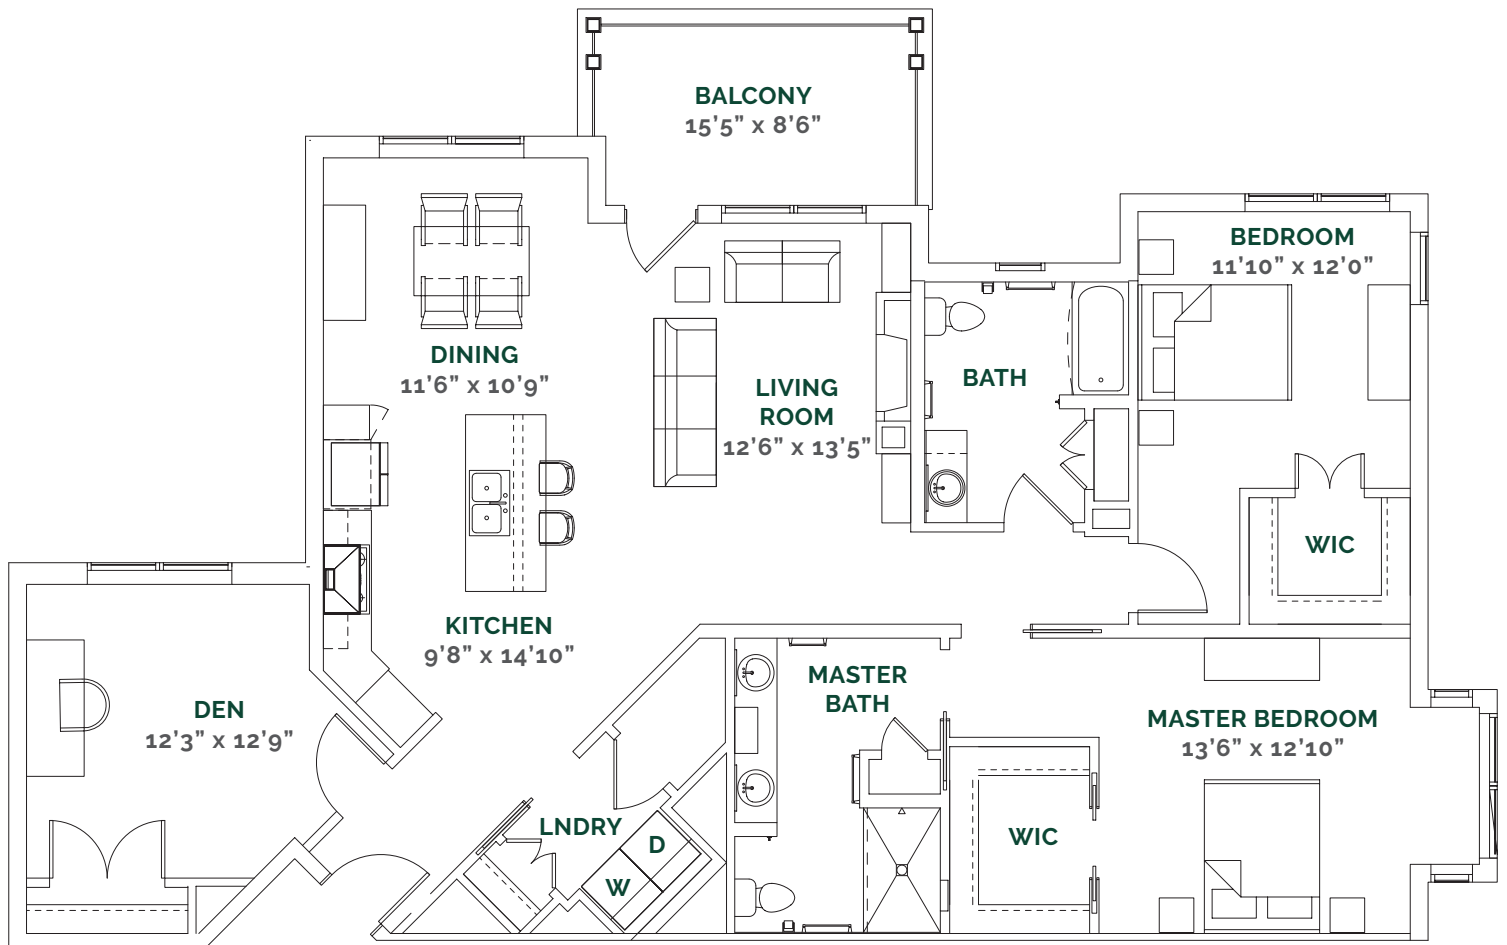 BALCONY
15’5” x 8’6”
BEDROOM
11’10” x 12’0”
DINING
11’6” x 10’9”
LIVING
ROOM
12’6” x 13’5”
BATH
WIC
KITCHEN
9’8” x 14’10”
MASTER
BATH
DEN
12’3” x 12’9”
MASTER BEDROOM
13’6” x 12’10”
LNDRY
D
W
WIC